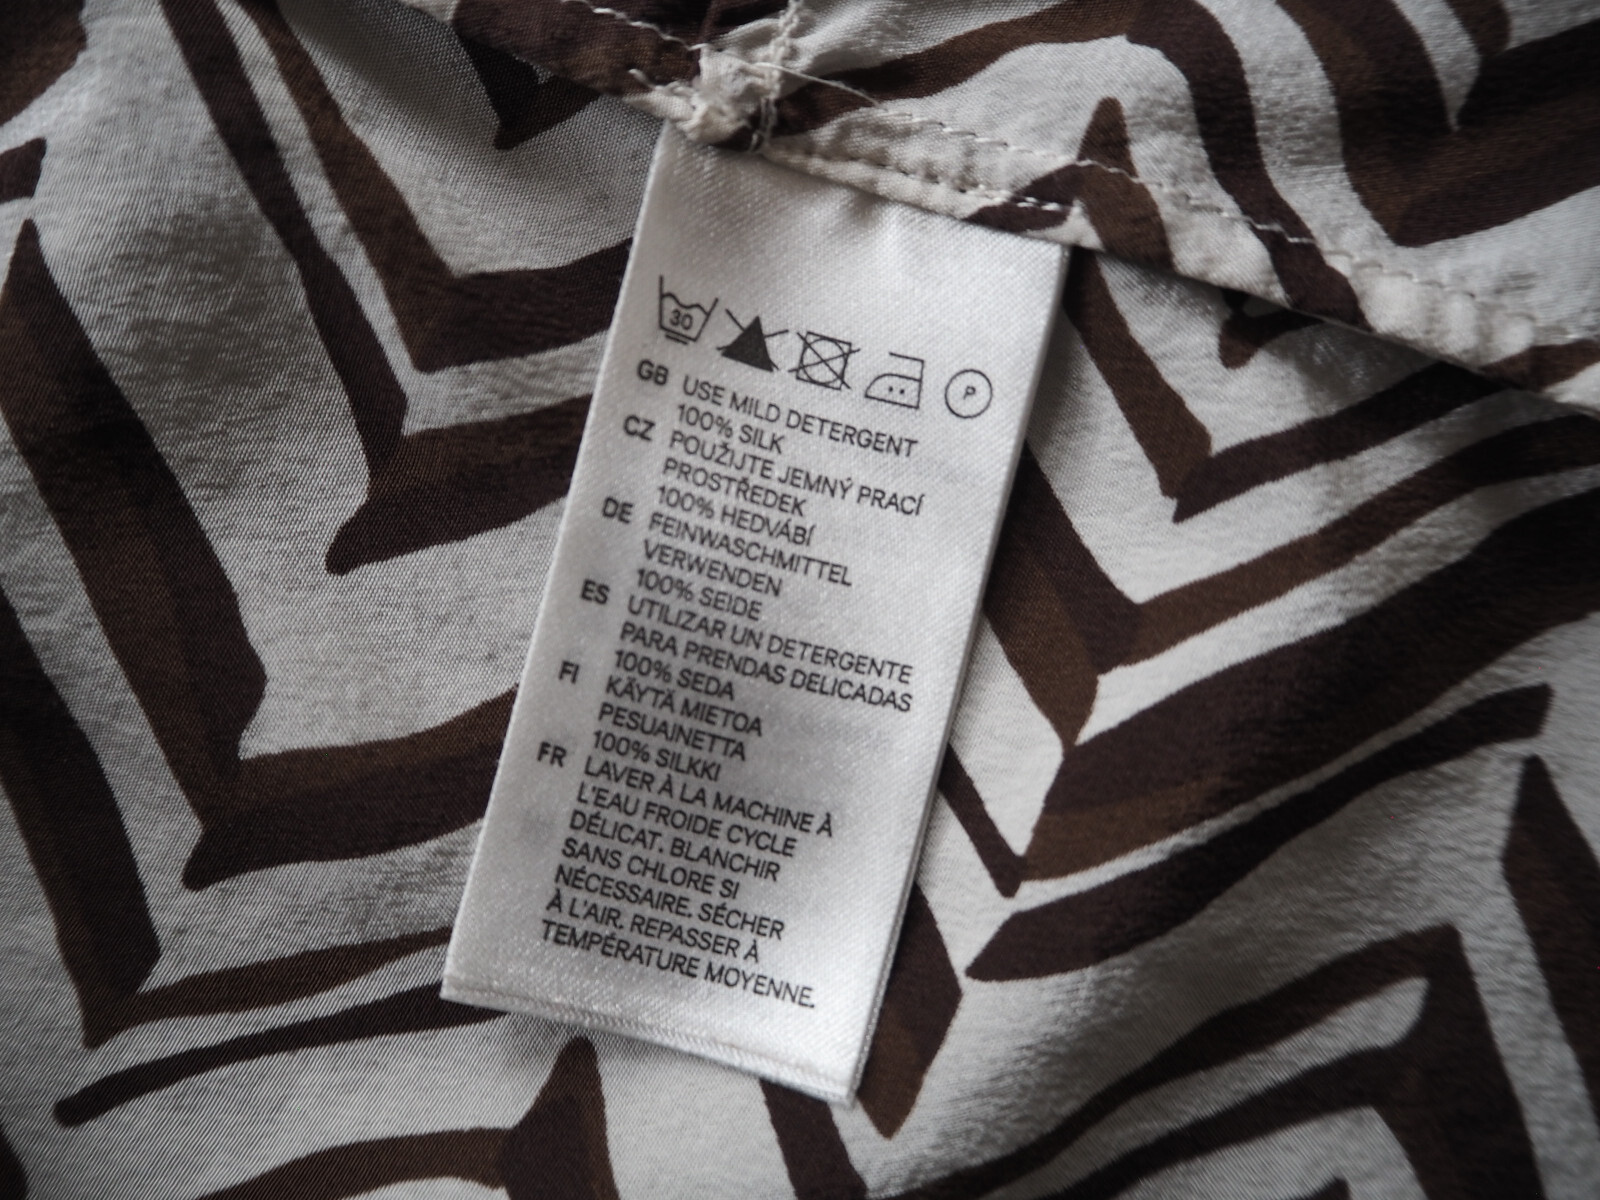 30
P
GB USE MILD DETERGENT
100% SILK
CZ POUŽIJTE JEMNÝ PRACÍ
PROSTŘEDEK
100% HEDVÁBÍ
DE FEINWASCHMITTEL
VERWENDEN
100% SEIDE
ES UTILIZAR UN DETERGENTE
PARA PRENDAS DELICADAS
100% SEDA
FI KÄYTÄ MIETOA
PESUAINETTA
100% SILKKI
FR LAVER À LA MACHINE À
L'EAU FROIDE CYCLE
DÉLICAT. BLANCHIR
SANS CHLORE SI
NÉCESSAIRE. SÉCHER
À L'AIR. REPASSER À
TEMPÉRATURE MOYENNE.